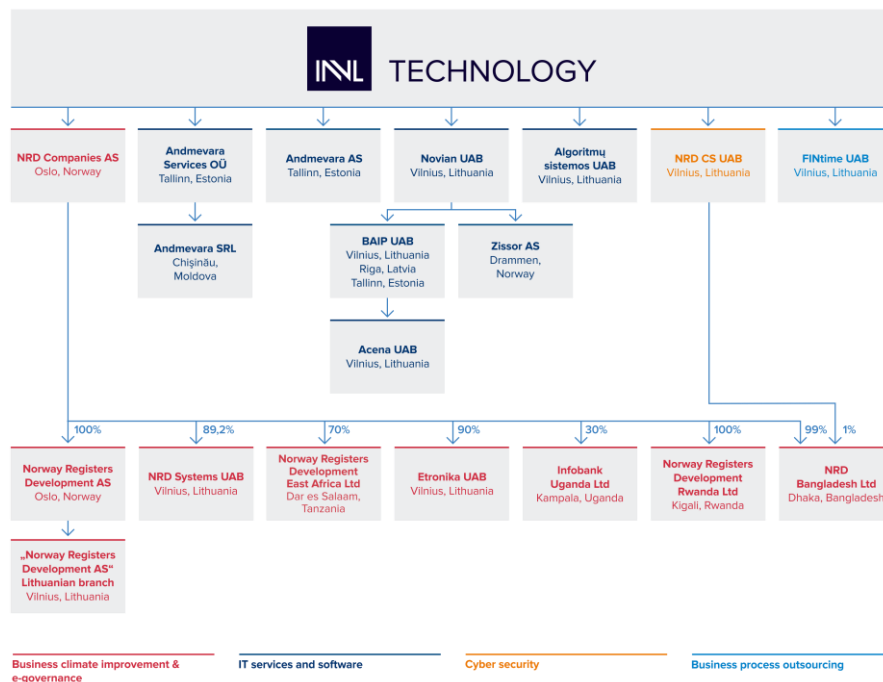 INVL TECHNOLOGY
NRD Companies AS
Oslo, Norway
Andmevara
Services OÜ
Tallinn, Estonia
Andmevara AS
Tallinn, Estonia
Novian UAB
Vilnius, Lithuania
Algoritmų
sistemos UAB
Vilnius, Lithuania
NRD CS UAB
Vilnius, Lithuania
FINtime UAB
Vilnius, Lithuania
Andmevara SRL
Chişinău,
Moldova
BAIP UAB
Vilnius, Lithuania
Riga, Latvia
Tallinn, Estonia
Zissor AS
Drammen,
Norway
Acena UAB
Vilnius, Lithuania
100%
89,2%
70%
90%
30%
100%
99%
1%
Norway Registers
Development AS
Oslo, Norway
NRD Systems UAB
Vilnius, Lithuania
Norway Registers
Development
East Africa Ltd
Dar es Salaam,
Tanzania
Etronika UAB
Vilnius, Lithuania
Infobank
Uganda Ltd
Kampala, Uganda
Norway Registers
Development
Rwanda Ltd
Kigali, Rwanda
NRD
Bangladesh Ltd
Dhaka, Bangladesh
„Norway Registers
Development AS“
Lithuanian branch
Vilnius, Lithuania
Business climate improvement &
e-governance
IT services and software
Cyber security
Business process outsourcing